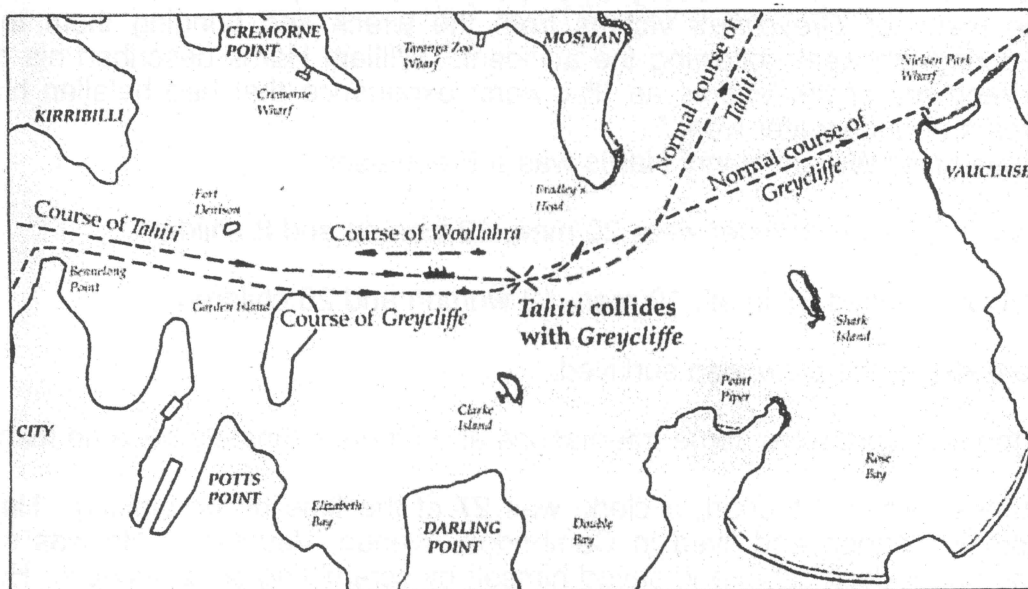 CREMORNE
POINT
Taronga Zoo
Wharf
MOSMAN
Cremorne
Wharf
KIRRIBILLI
Nielsen Park
Wharf
Normal course of
Tahiti
Normal course of
Greycliffe
VAUCLUSE
Fort
Denison
Bradley's
Head
Course of Tahiti
Course of Woollahra
Bennelong
Point
Garden Island
Course of Greycliffe
Tahiti collides
with Greycliffe
Shark
Island
Clarke
Island
Point
Piper
CITY
POTTS
POINT
Elizabeth
Bay
DARLING
POINT
Double
Bay
Rose
Bay